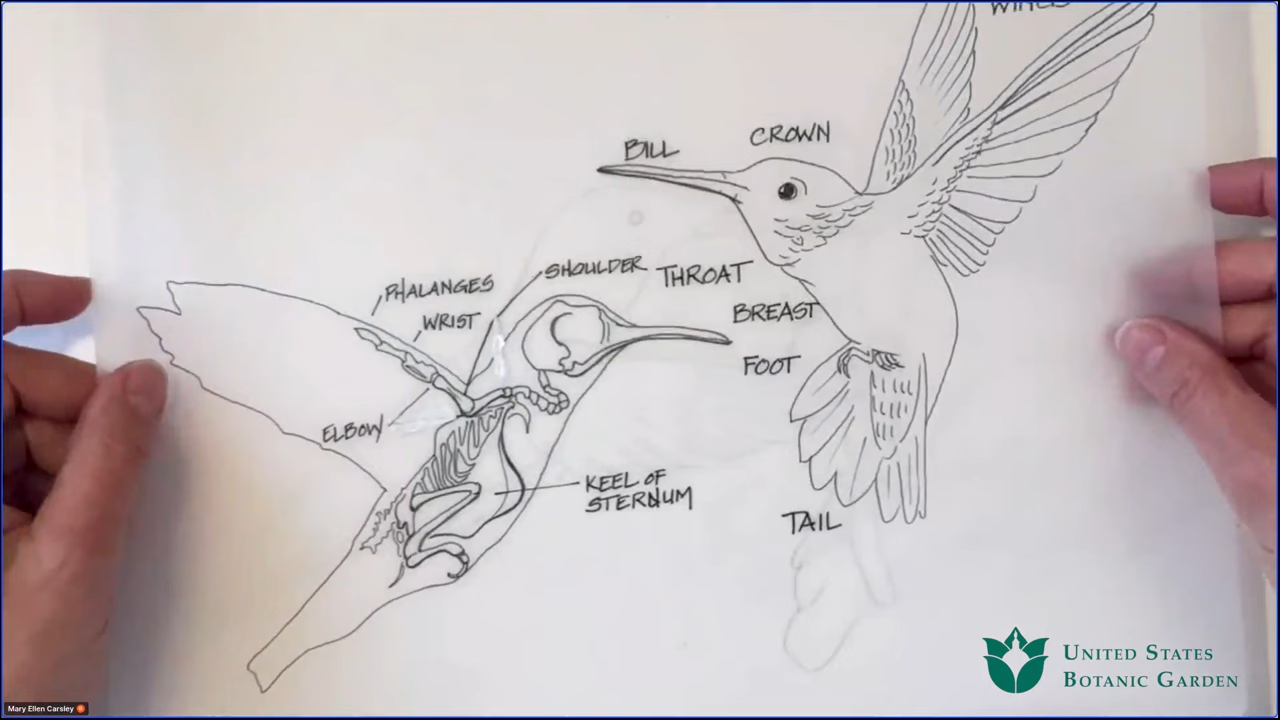 WINGS
CROWN
BILL
SHOULDER
THROAT
PHALANGES
BREAST
WRIST
FOOT
ELBOW
KEEL OF
STERNUM
TAIL
UNITED STATES
BOTANIC GARDEN
Mary Ellen Carsley